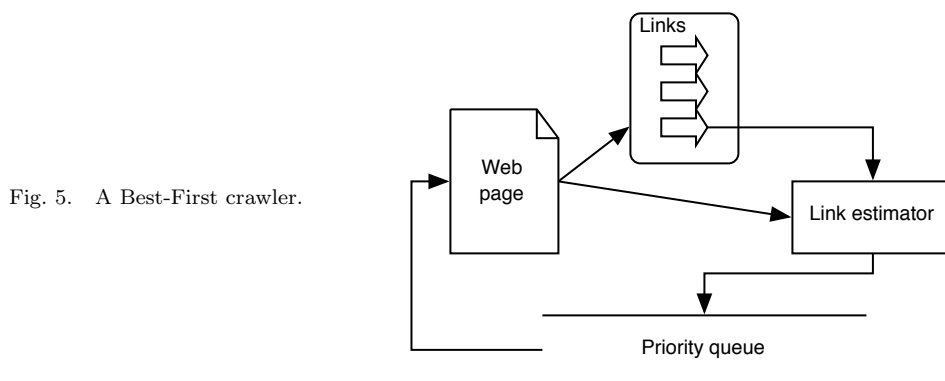 Fig. 5. A Best-First crawler.
Links
Web
page
Link estimator
Priority queue